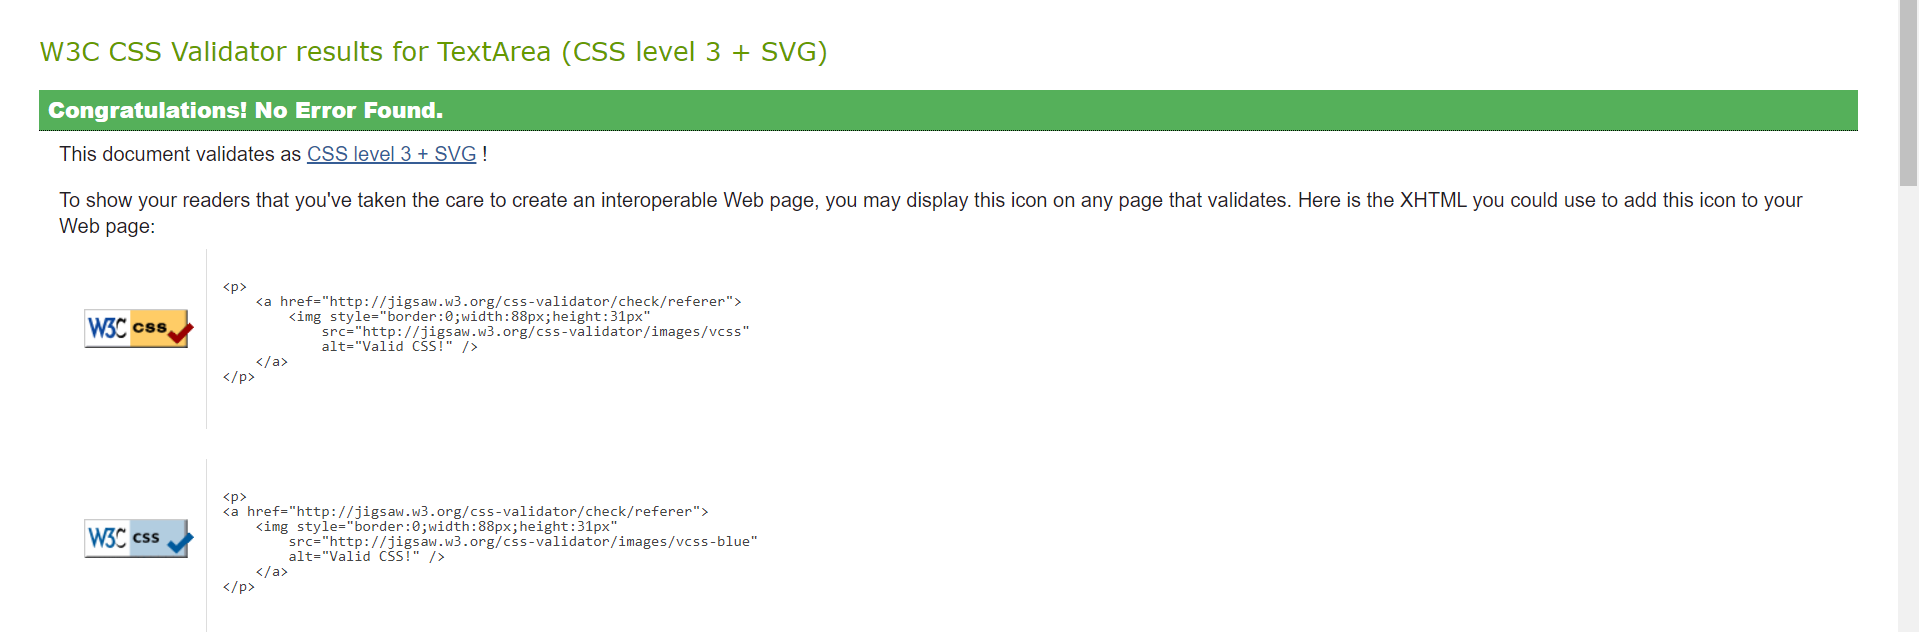 W3C CSS Validator results for TextArea (CSS level 3 + SVG)
Congratulations! No Error Found.
This document validates as CSS level 3 + SVG !
To show your readers that you've taken the care to create an interoperable Web page, you may display this icon on any page that validates. Here is the XHTML you could use to add this icon to your
Web page:
W3C css
<p>
    <a href="http://jigsaw.w3.org/css-validator/check/referer">
        <img style="border:0;width:88px;height:31px"
            src="http://jigsaw.w3.org/css-validator/images/vcss"
            alt="Valid CSS!" />
    </a>
</p>
W3C css
<p>
<a href="http://jigsaw.w3.org/css-validator/check/referer">
    <img style="border:0;width:88px;height:31px"
        src="http://jigsaw.w3.org/css-validator/images/vcss-blue"
        alt="Valid CSS!" />
    </a>
</p>